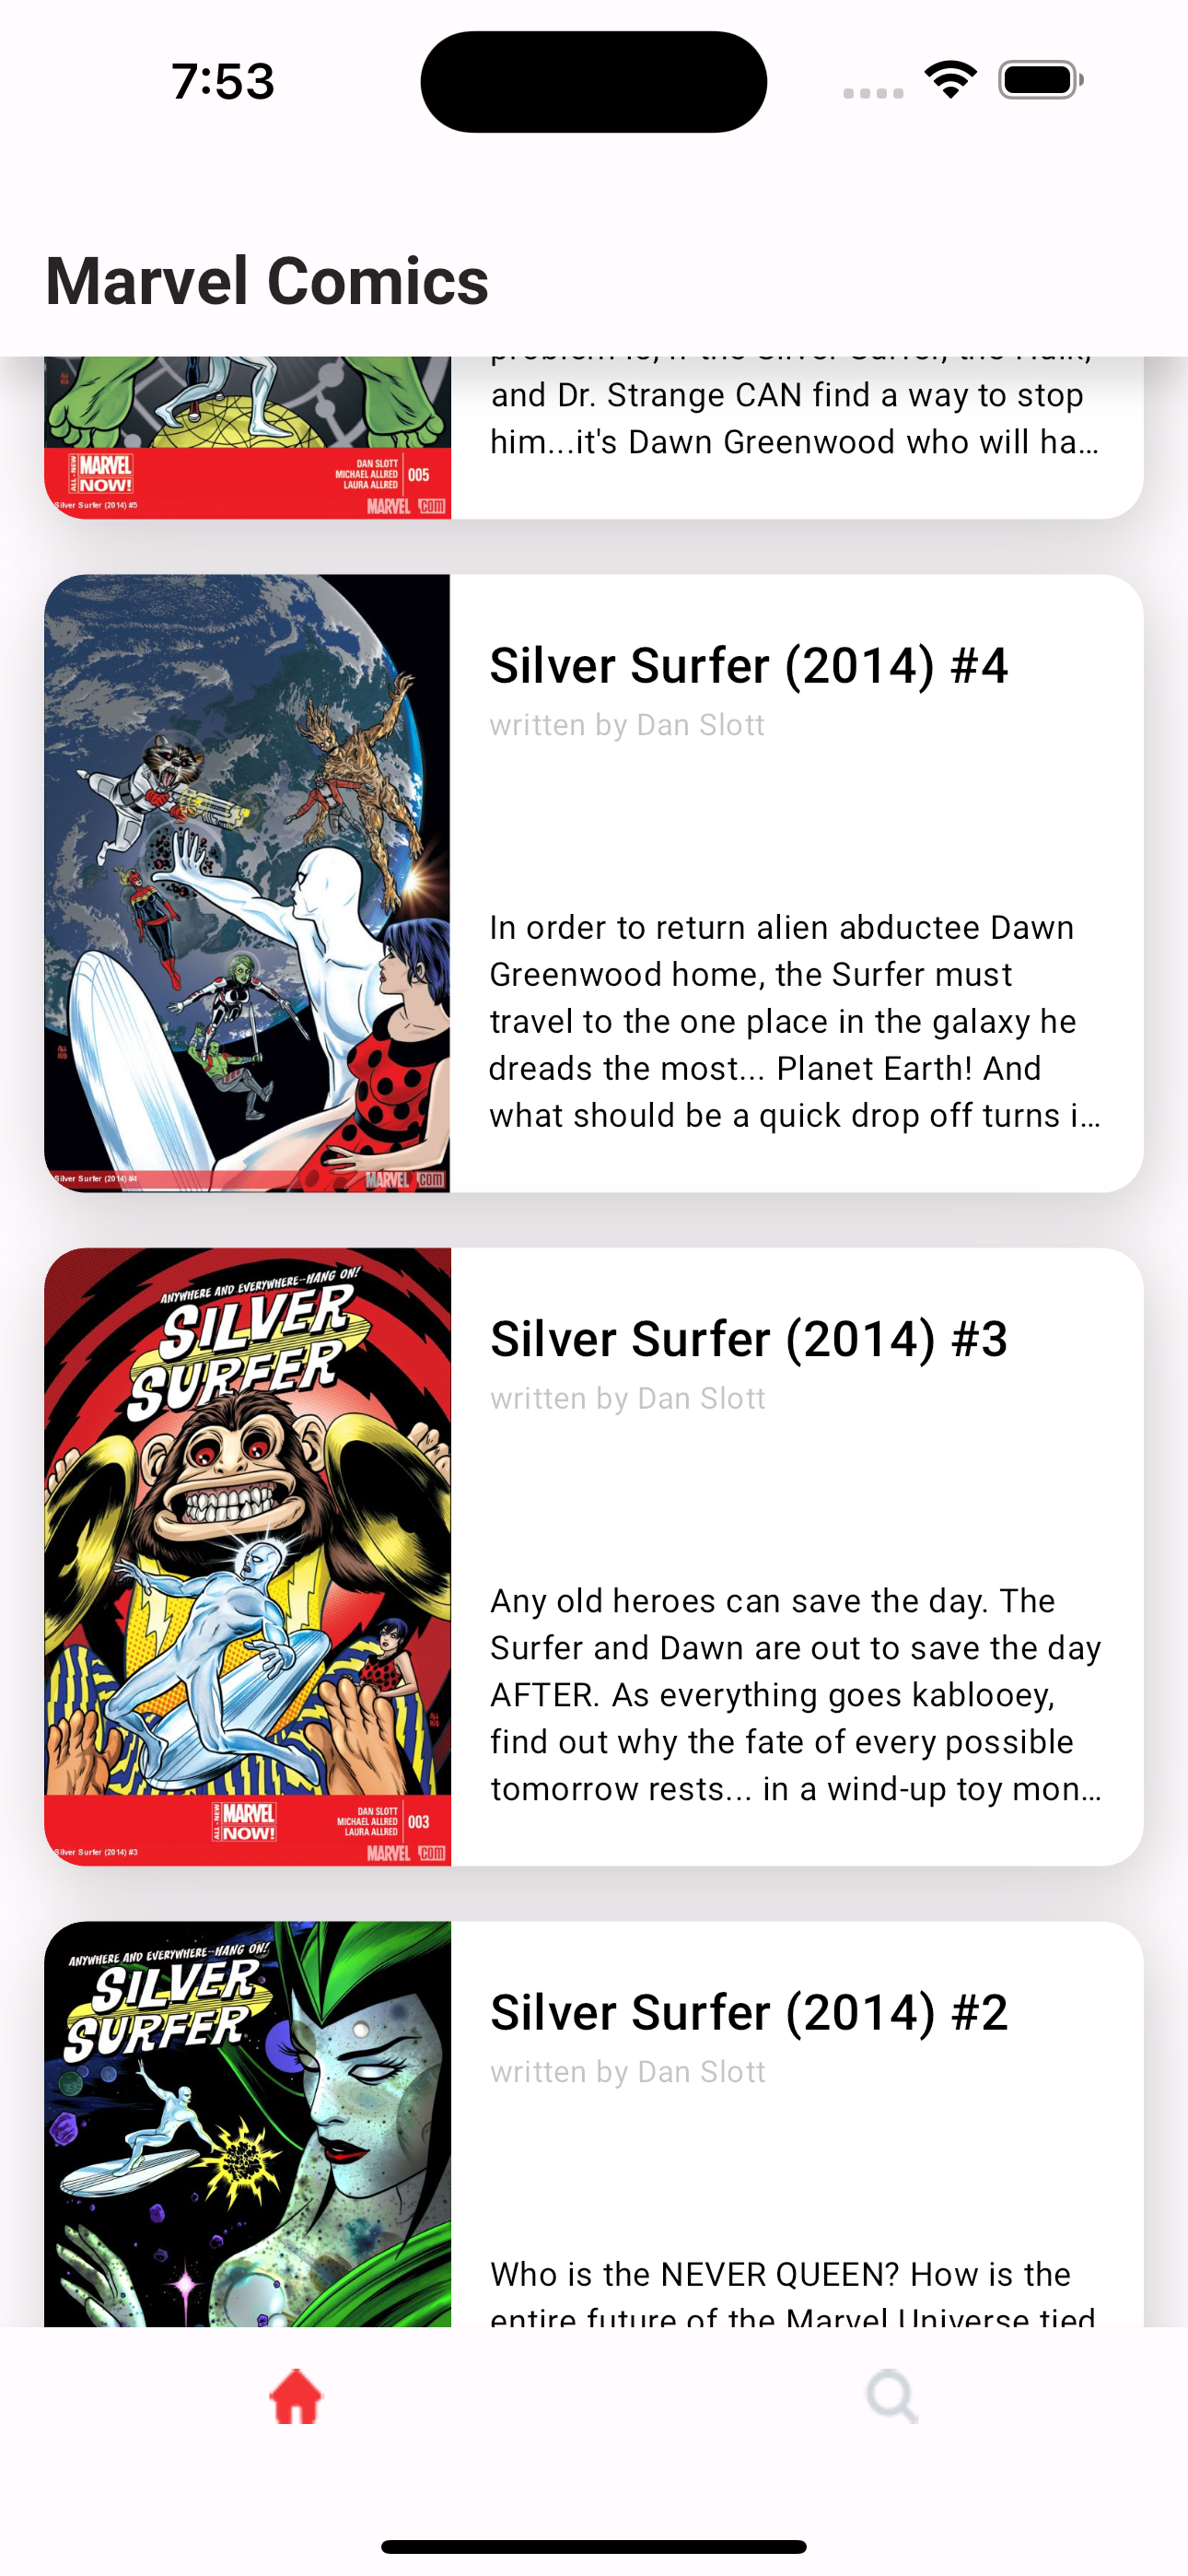 7:53
Marvel Comics
problem is, if the Silver Surfer, the Hulk,
and Dr. Strange CAN find a way to stop
him...it's Dawn Greenwood who will ha...
ALL-NEW
MARVEL
NOW!
DAN SLOTT
MICHAEL ALLRED
LAURA ALLRED
005
Silver Surfer (2014) #5
MARVEL .COM
Silver Surfer (2014) #4
written by Dan Slott
In order to return alien abductee Dawn
Greenwood home, the Surfer must
travel to the one place in the galaxy he
dreads the most... Planet Earth! And
what should be a quick drop off turns i...
Silver Surfer (2014) #4
MARVEL .COM
ANYWHERE AND EVERYWHERE-HANG ON!
SILVER
SURFER
ALL-NEW
MARVEL
NOW!
DAN SLOTT
MICHAEL ALLRED
LAURA ALLRED
003
Silver Surfer (2014) #3
MARVEL .COM
Silver Surfer (2014) #3
written by Dan Slott
Any old heroes can save the day. The
Surfer and Dawn are out to save the day
AFTER. As everything goes kablooey,
find out why the fate of every possible
tomorrow rests... in a wind-up toy mon...
ANYWHERE AND EVERYWHERE-HANG ON!
SILVER
SURFER
Silver Surfer (2014) #2
written by Dan Slott
Who is the NEVER QUEEN? How is the
entire future of the Marvel Universe tied